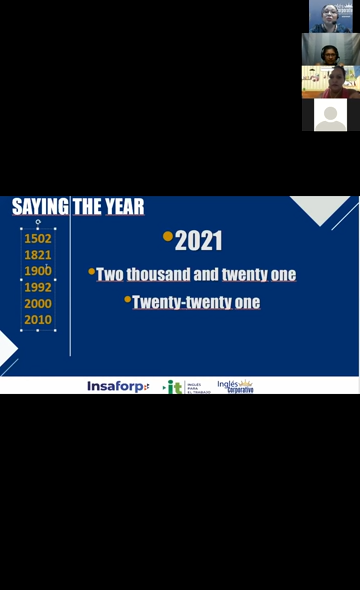 SAYING THE YEAR
1502
1821
1900
1992
2000
2010
2021
Two thousand and twenty one
Twenty-twenty one
Insaforp
it
INGLÉS
PARA
EL TRABAJO
Inglés
Corporativo